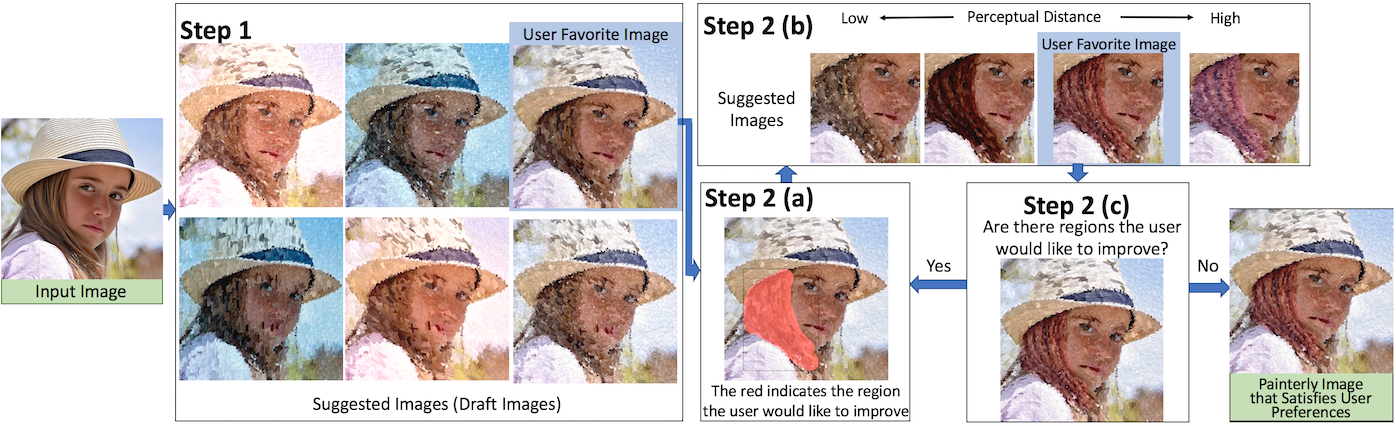 Input Image
Step 1
User Favorite Image
Suggested Images (Draft Images)
Step 2 (a)
The red indicates the region
the user would like to improve
Step 2 (b)
Low
Perceptual Distance
High
User Favorite Image
Suggested
Images
Step 2 (c)
Are there regions the user
would like to improve?
Yes
No
Painterly Image
that Satisfies User
Preferences